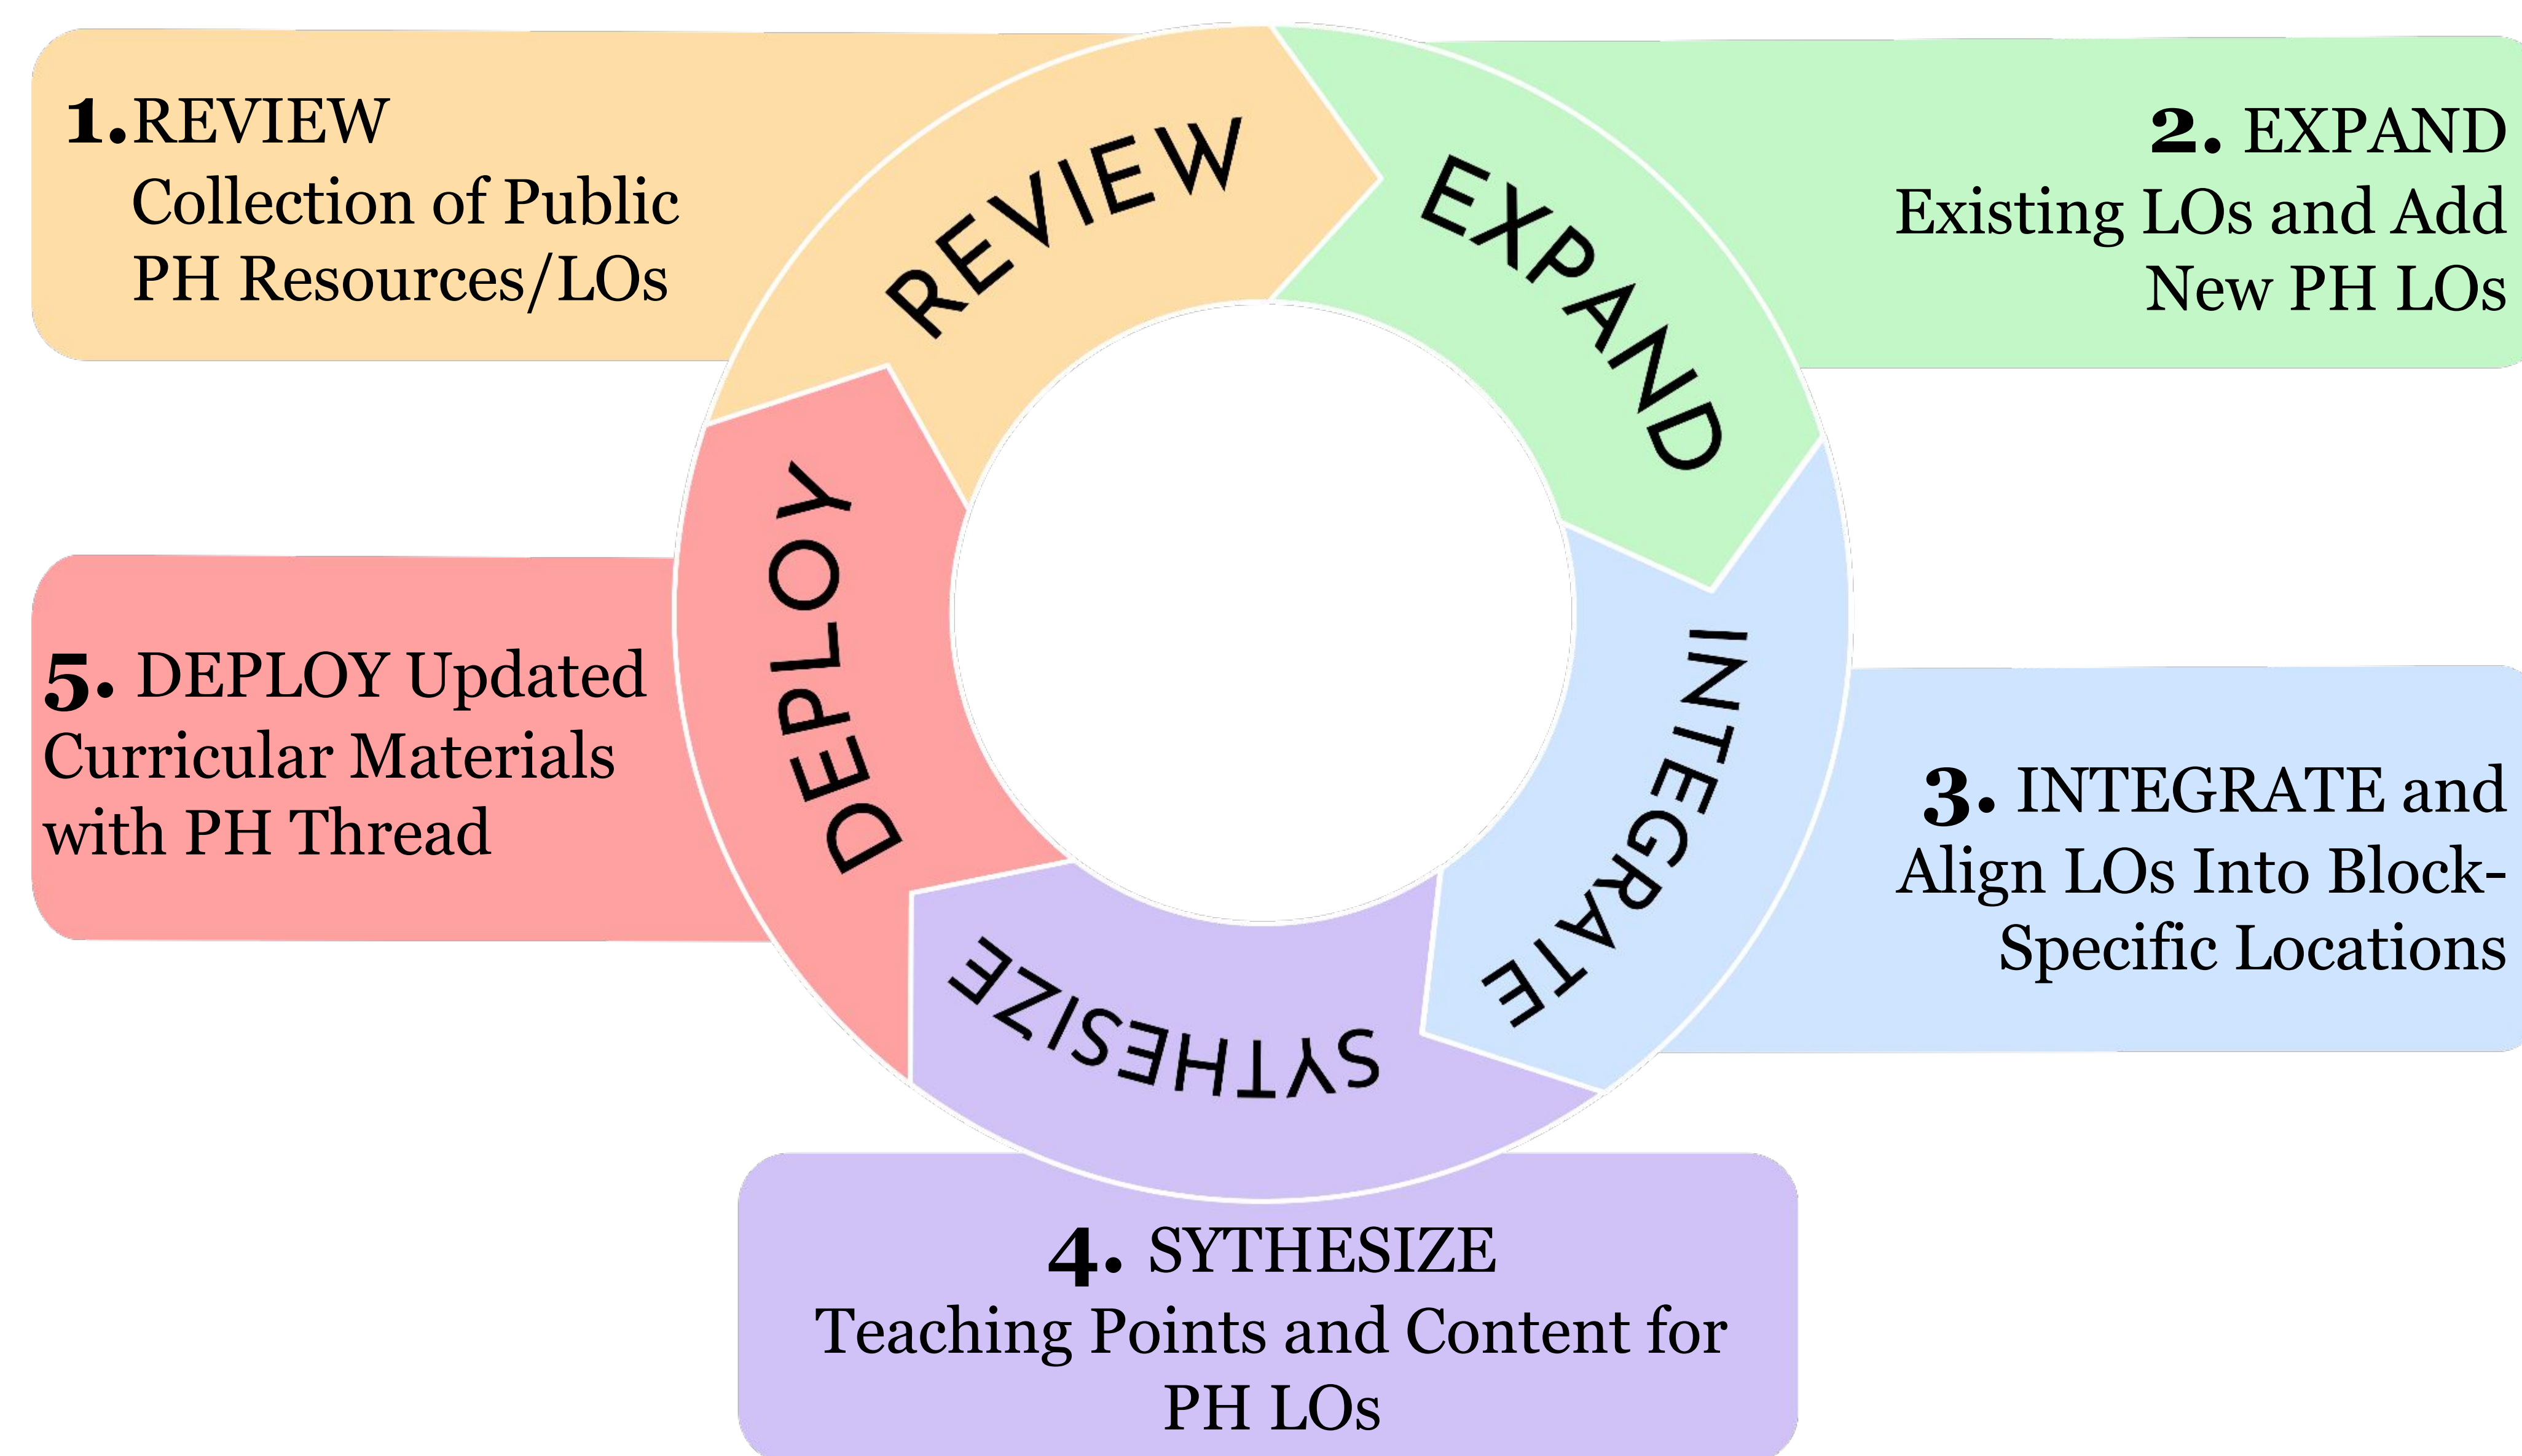 1.REVIEW
Collection of Public
PH Resources/LOs
2. EXPAND
Existing LOs and Add
New PH LOs
3. INTEGRATE and
Align LOs Into Block-
Specific Locations
4. SYTHESIZE
Teaching Points and Content for
PH LOs
5. DEPLOY Updated
Curricular Materials
with PH Thread
REVIEW
EXPAND
INTEGRATE
SYTHESIZE
DEPLOY